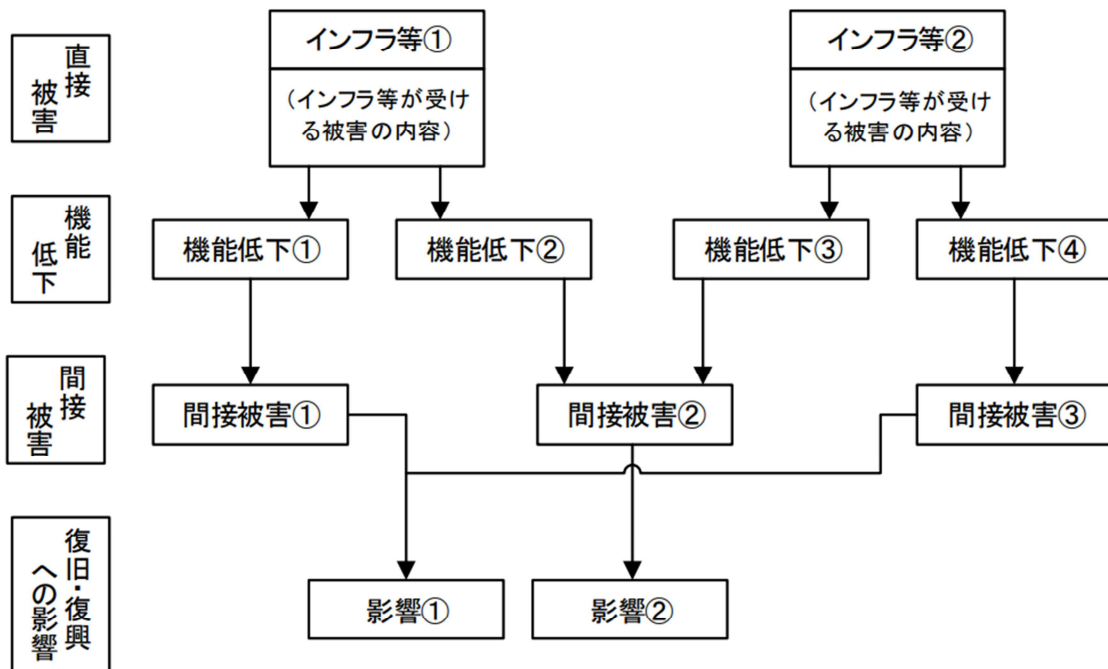 直接
被害
インフラ等①
(インフラ等が受け
る被害の内容)
インフラ等②
(インフラ等が受け
る被害の内容)
機能
低下
機能低下①
機能低下②
機能低下③
機能低下④
間接
被害
間接被害①
間接被害②
間接被害③
復旧・復興
への影響
影響①
影響②